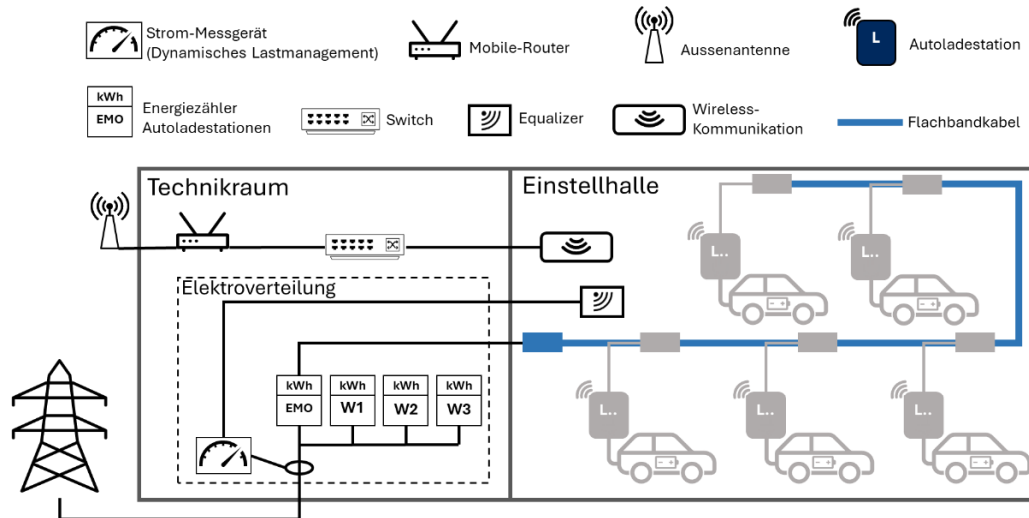 Strom-Messgerät
(Dynamisches Lastmanagement)
Mobile-Router
Aussenantenne
L
Autoladestation
kWh
EMO
Energiezähler
Autoladestationen
Switch
Equalizer
Wireless-
Kommunikation
Flachbandkabel
Technikraum
Einstellhalle
L..
L..
Elektroverteilung
kWh
EMO
kWh
W1
kWh
W2
kWh
W3
L..
L..
L..